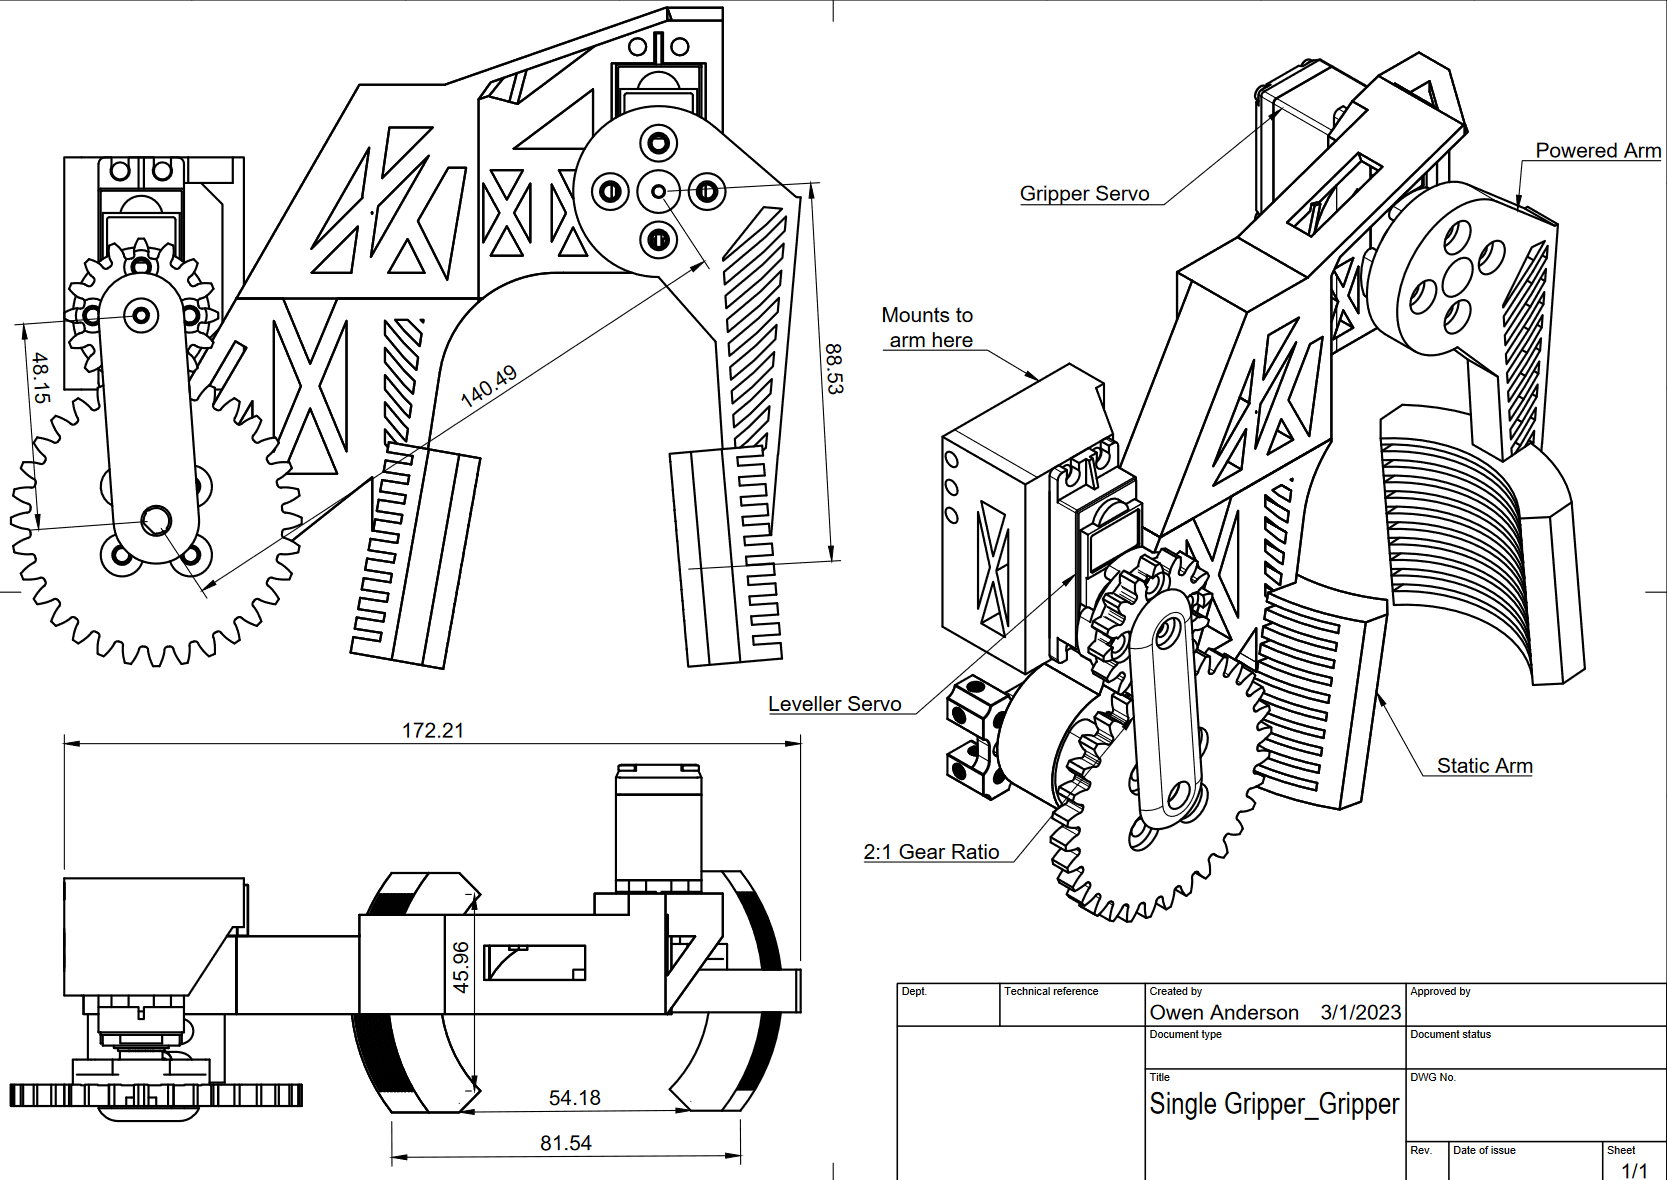 48.15
140.49
88.53
Gripper Servo
Powered Arm
Mounts to
arm here
Leveller Servo
2:1 Gear Ratio
Static Arm
172.21
45.96
54.18
81.54
Dept.
Technical reference
Created by
Owen Anderson 3/1/2023
Approved by
Document type
Document status
Title
Single Gripper_Gripper
DWG No.
Rev.
Date of issue
Sheet
1/1